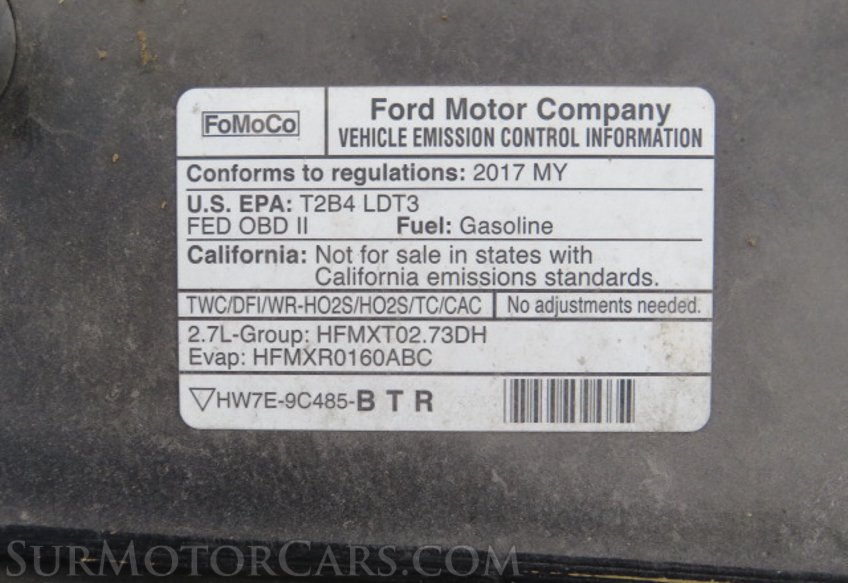 FoMoCo
Ford Motor Company
VEHICLE EMISSION CONTROL INFORMATION
Conforms to regulations: 2017 MY
U.S. EPA: T2B4 LDT3
FED OBD II Fuel: Gasoline
California: Not for sale in states with
California emissions standards.
TWC/DFI/WR-HO2S/HO2S/TC/CAC No adjustments needed.
2.7L-Group: HFMXT02.73DH
Evap: HFMXR0160ABC
▽HW7E-9C485-B T R
SurMotorCars.com